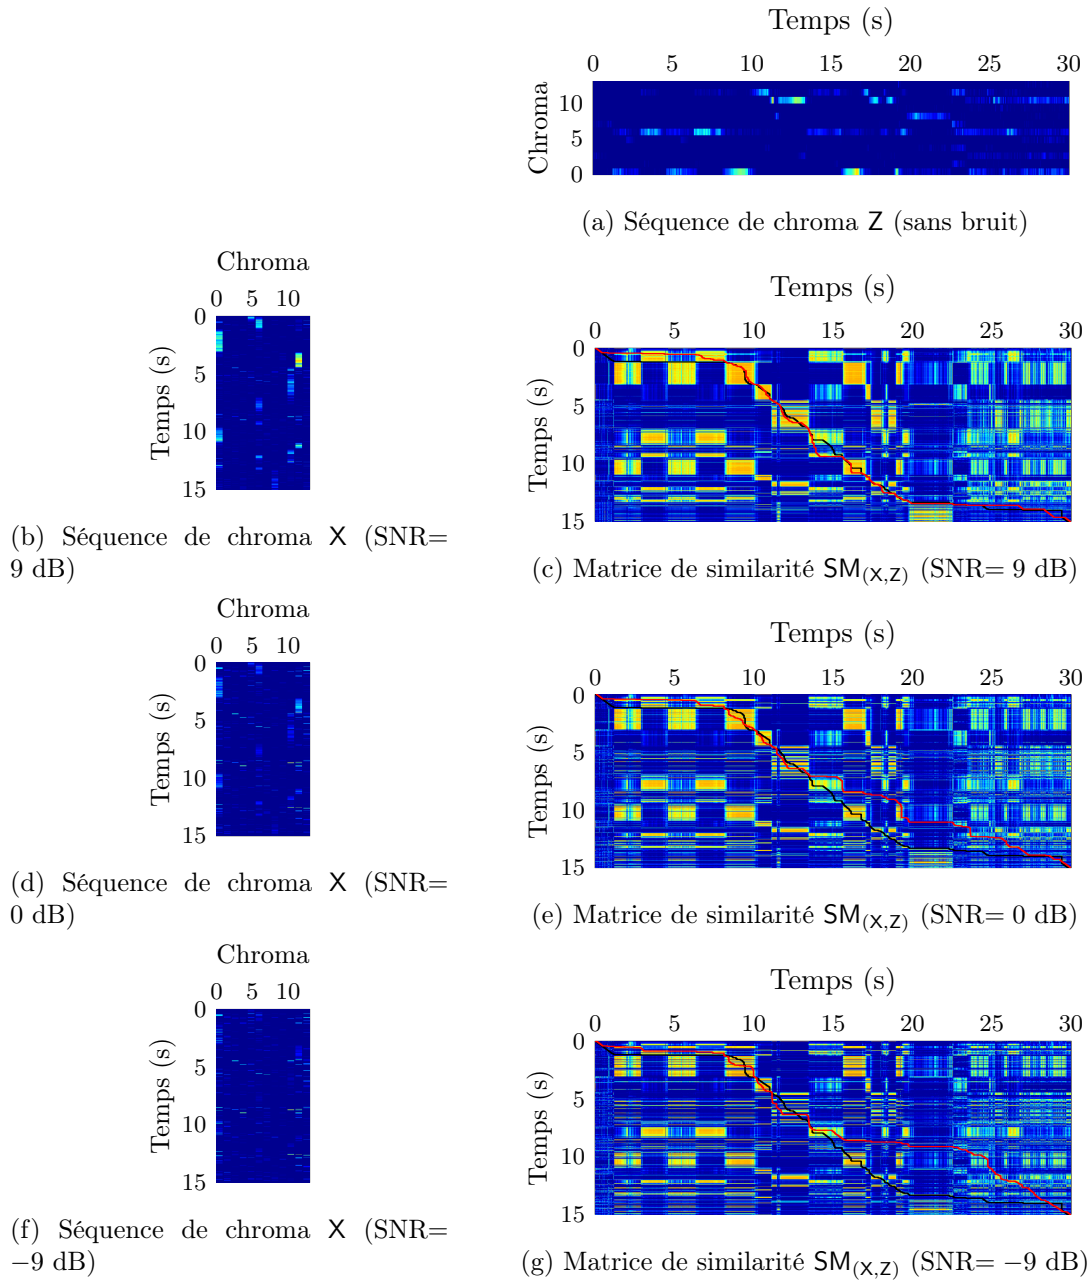 Temps (s)
0 5 10 15 20 25 30
Chroma
10
5
0
(a) Séquence de chroma Z (sans bruit)
Chroma
0 5 10
Temps (s)
0
5
10
15
(b) Séquence de chroma X (SNR=
9 dB)
Temps (s)
0 5 10 15 20 25 30
Temps (s)
0
5
10
15
(c) Matrice de similarité SM(X,Z) (SNR= 9 dB)
Chroma
0 5 10
Temps (s)
0
5
10
15
(d) Séquence de chroma X (SNR=
0 dB)
Temps (s)
0 5 10 15 20 25 30
Temps (s)
0
5
10
15
(e) Matrice de similarité SM(X,Z) (SNR= 0 dB)
Chroma
0 5 10
Temps (s)
0
5
10
15
(f) Séquence de chroma X (SNR=
−9 dB)
Temps (s)
0 5 10 15 20 25 30
Temps (s)
0
5
10
15
(g) Matrice de similarité SM(X,Z) (SNR= −9 dB)